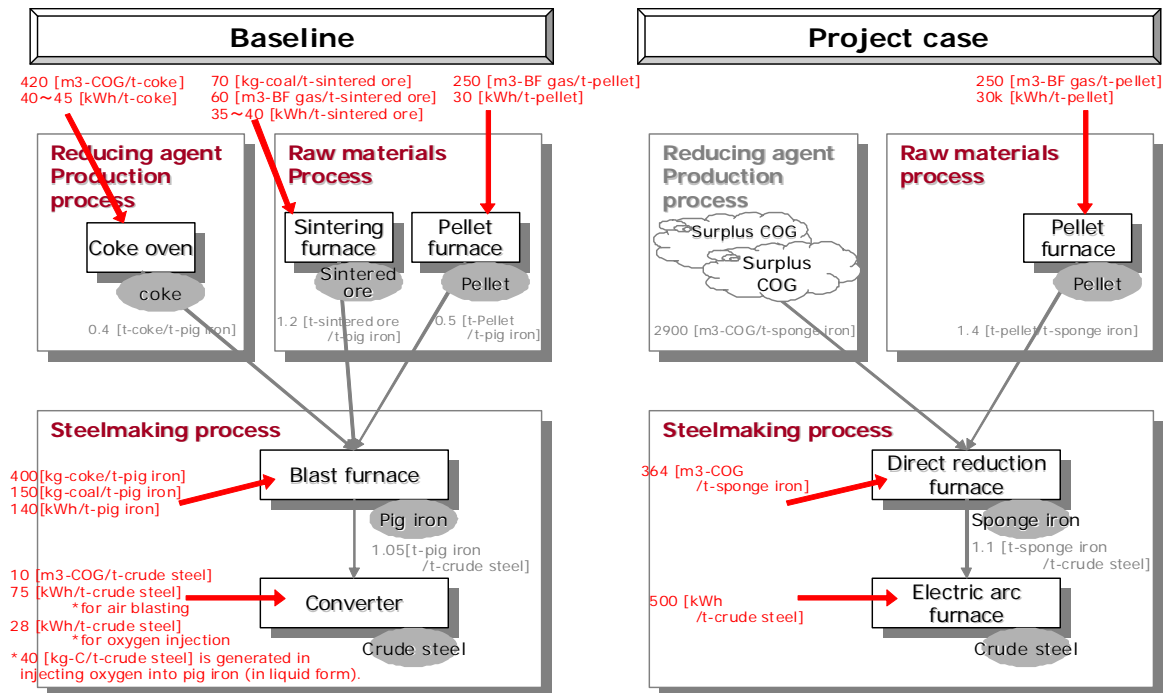 Baseline
420 [m3-COG/t-coke]
40～45 [kWh/t-coke]
70 [kg-coal/t-sintered ore]
60 [m3-BF gas/t-sintered ore]
35～40 [kWh/t-sintered ore]
250 [m3-BF gas/t-pellet]
30 [kWh/t-pellet]
Reducing agent
Production
process
Coke oven
coke
0.4 [t-coke/t-pig iron]
Raw materials
Process
Sintering
furnace
Sintered
ore
1.2 [t-sintered ore
/t-pig iron]
Pellet
furnace
Pellet
0.5 [t-Pellet
/t-pig iron]
Steelmaking process
400[kg-coke/t-pig iron]
150[kg-coal/t-pig iron]
140[kWh/t-pig iron]
Blast furnace
Pig iron
1.05[t-pig iron
/t-crude steel]
10 [m3-COG/t-crude steel]
75 [kWh/t-crude steel]
*for air blasting
28 [kWh/t-crude steel]
*for oxygen injection
*40 [kg-C/t-crude steel] is generated in
injecting oxygen into pig iron (in liquid form).
Converter
Crude steel
Project case
250 [m3-BF gas/t-pellet]
30k [kWh/t-pellet]
Reducing agent
Production
process
Surplus COG
Surplus
COG
2900 [m3-COG/t-sponge iron]
Raw materials
process
Pellet
furnace
Pellet
1.4 [t-pellet/t-sponge iron]
Steelmaking process
364 [m3-COG
/t-sponge iron]
Direct reduction
furnace
Sponge iron
1.1 [t-sponge iron
/t-crude steel]
500 [kWh
/t-crude steel]
Electric arc
furnace
Crude steel